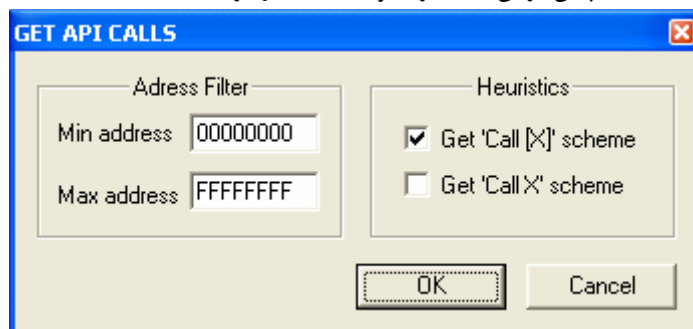 GET API CALLS
Adress Filter
Min address 00000000
Max address FFFFFFFF
Heuristics
Get 'Call [X]' scheme
Get 'Call X' scheme
OK Cancel